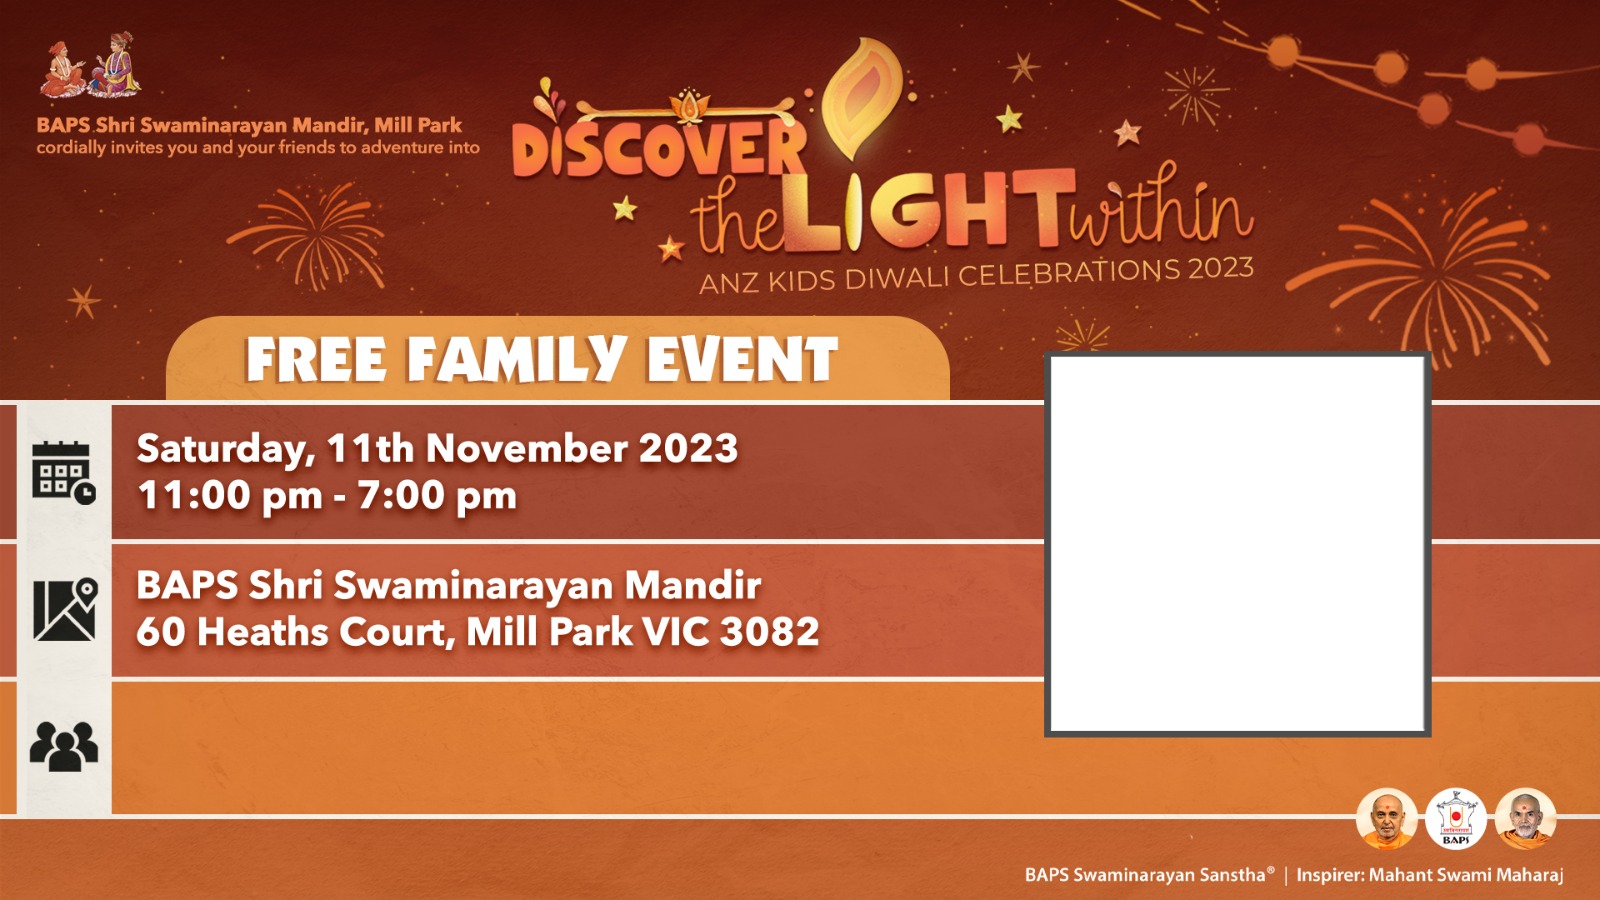 BAPS Shri Swaminarayan Mandir, Mill Park
cordially invites you and your friends to adventure into
DISCOVER
the LIGHT within
ANZ KIDS DIWALI CELEBRATIONS 2023
FREE FAMILY EVENT
Saturday, 11th November 2023
11:00 pm - 7:00 pm
BAPS Shri Swaminarayan Mandir
60 Heaths Court, Mill Park VIC 3082
BAPS
BAPS Swaminarayan Sanstha® | Inspirer: Mahant Swami Maharaj